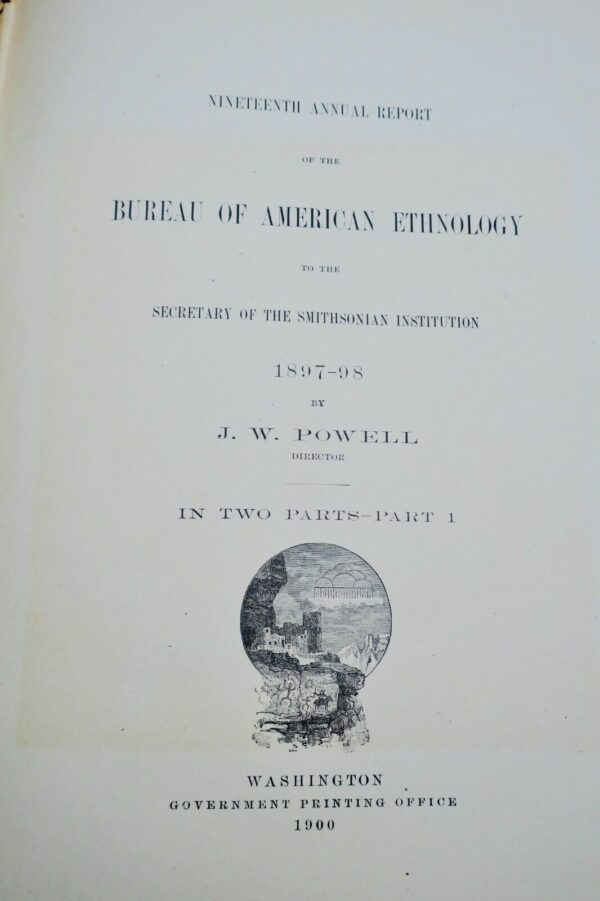 NINETEENTH ANNUAL REPORT
OF THE
BUREAU OF AMERICAN ETHNOLOGY
TO THE
SECRETARY OF THE SMITHSONIAN INSTITUTION
1897-98
BY
J. W. POWELL
DIRECTOR
IN TWO PARTS—PART 1
WASHINGTON
GOVERNMENT PRINTING OFFICE
1900